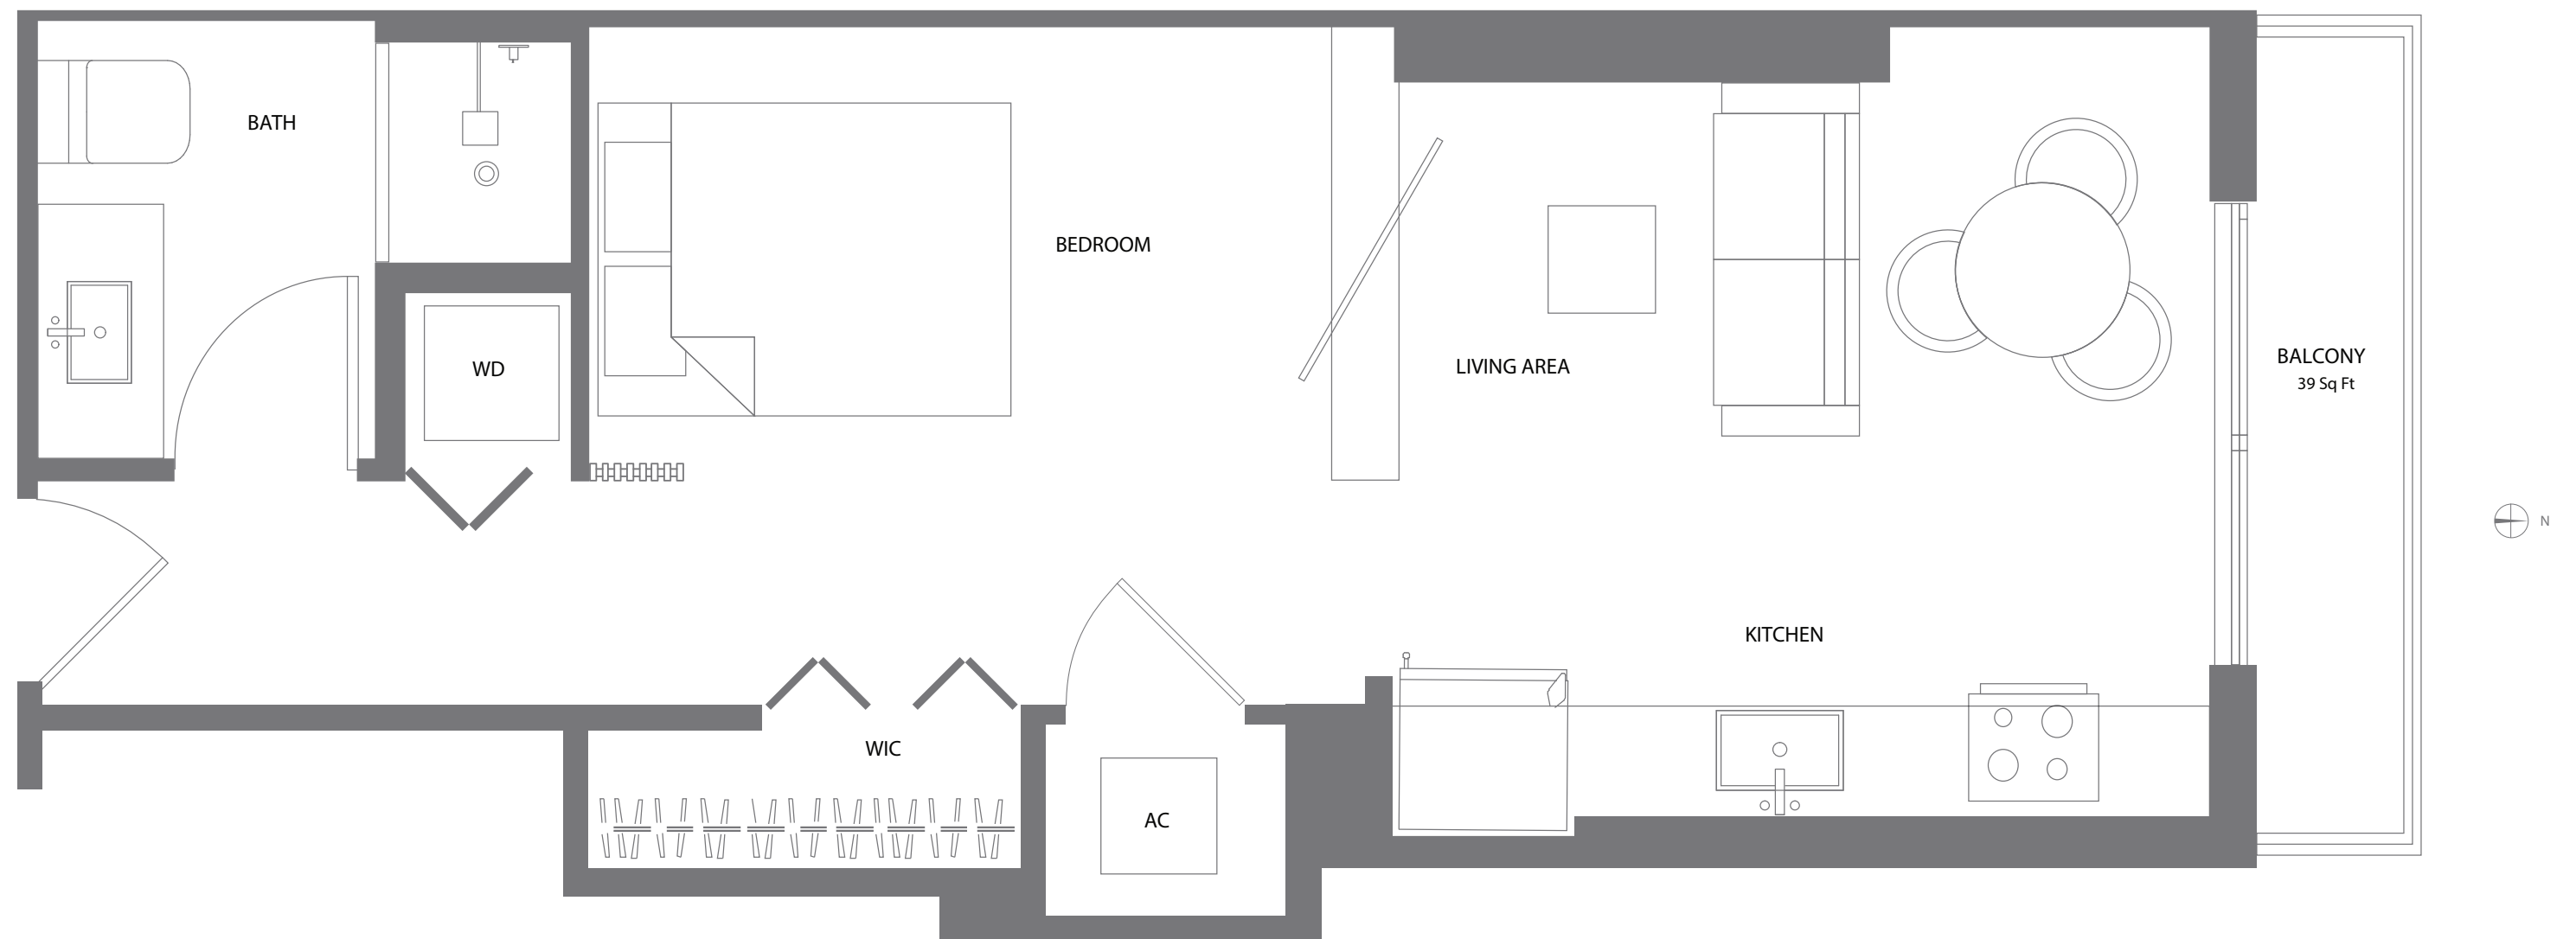 BATH
WD
BEDROOM
LIVING AREA
BALCONY
39 Sq Ft
N
KITCHEN
WIC
AC